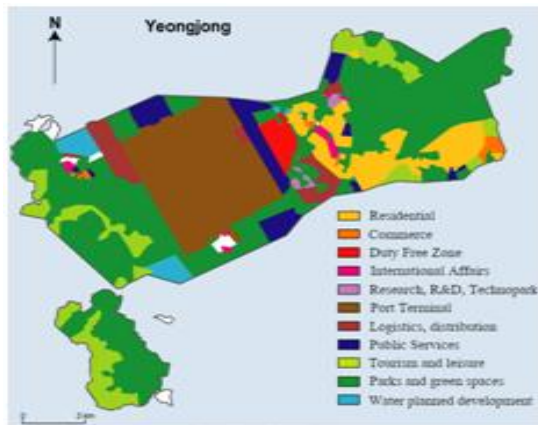 N
Yeongjong
Residential
Commerce
Duty Free Zone
International Affairs
Research, R&D, Technopark
Port Terminal
Logistics, distribution
Public Services
Tourism and leisure
Parks and green spaces
Water planned development
0